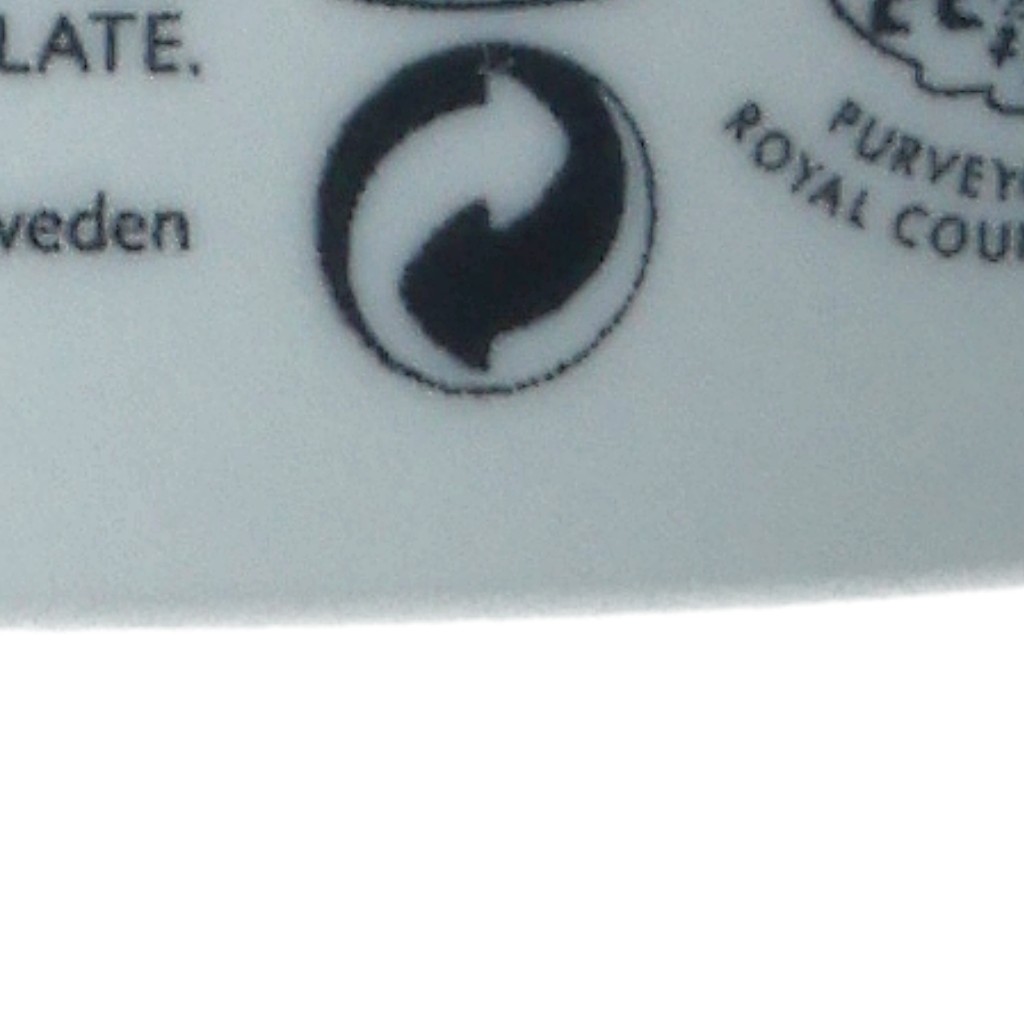 LATE.
veden
PURVEY
ROYAL COU